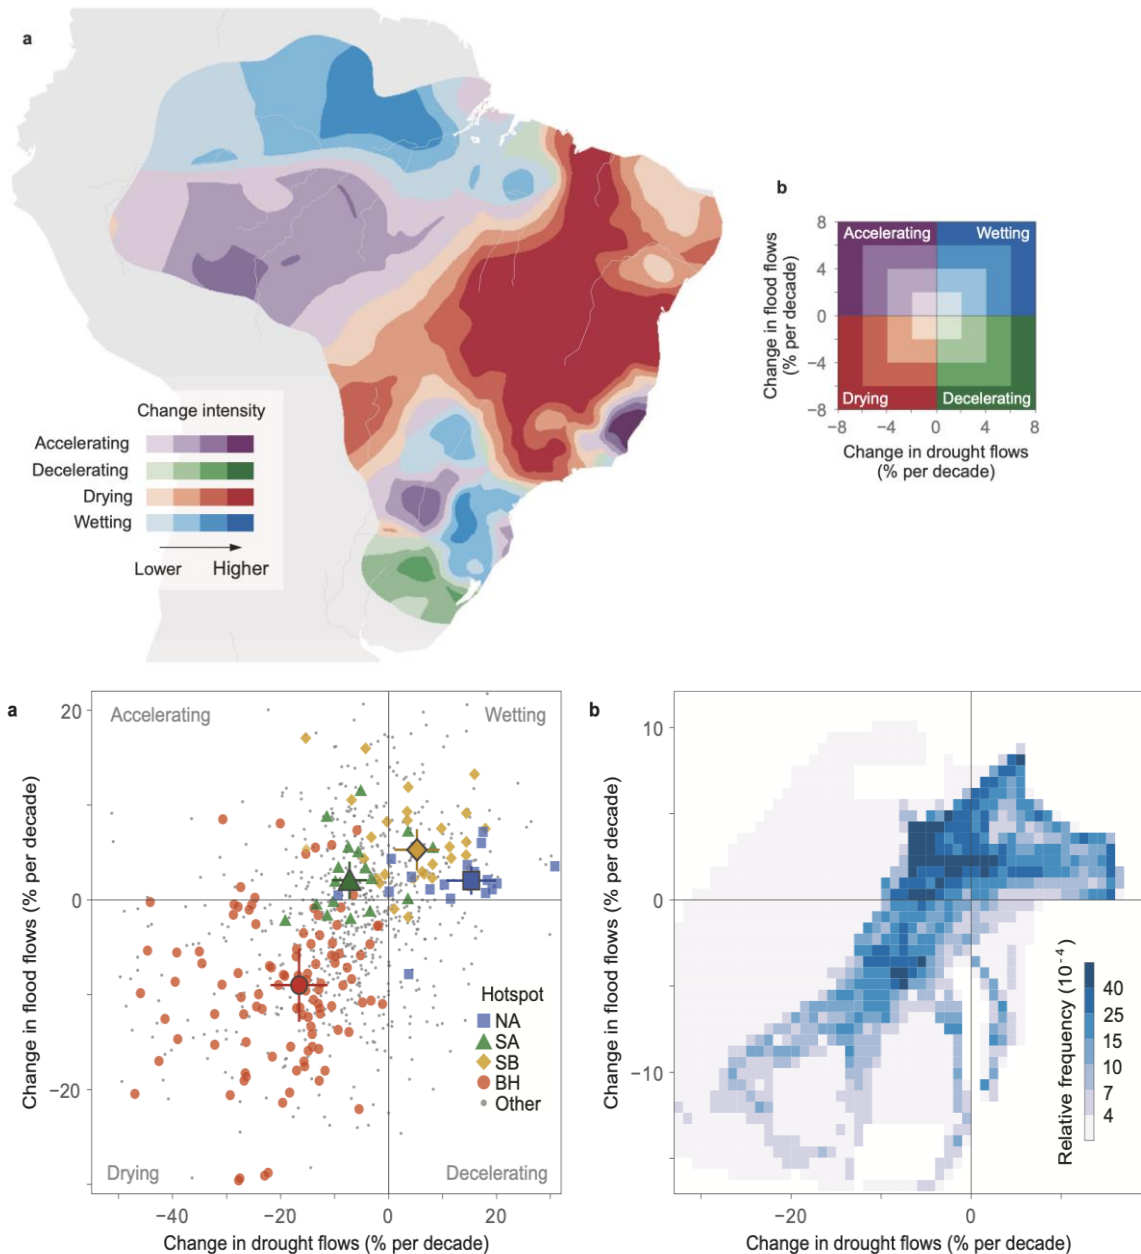 a
Change intensity
Accelerating
Decelerating
Drying
Wetting
Lower Higher
b
Change in flood flows
(% per decade)
8
4
0
−4
−8
Accelerating Wetting
Drying Decelerating
−8 −4 0 4 8
Change in drought flows
(% per decade)
a
Change in flood flows (% per decade)
20
0
−20
Accelerating Wetting
Drying Decelerating
Hotspot
NA
SA
SB
BH
Other
−40 −20 0 20
Change in drought flows (% per decade)
b
Change in flood flows (% per decade)
10
0
−10
Relative frequency (10⁻⁴)
40
25
15
10
7
4
−20 0
Change in drought flows (% per decade)